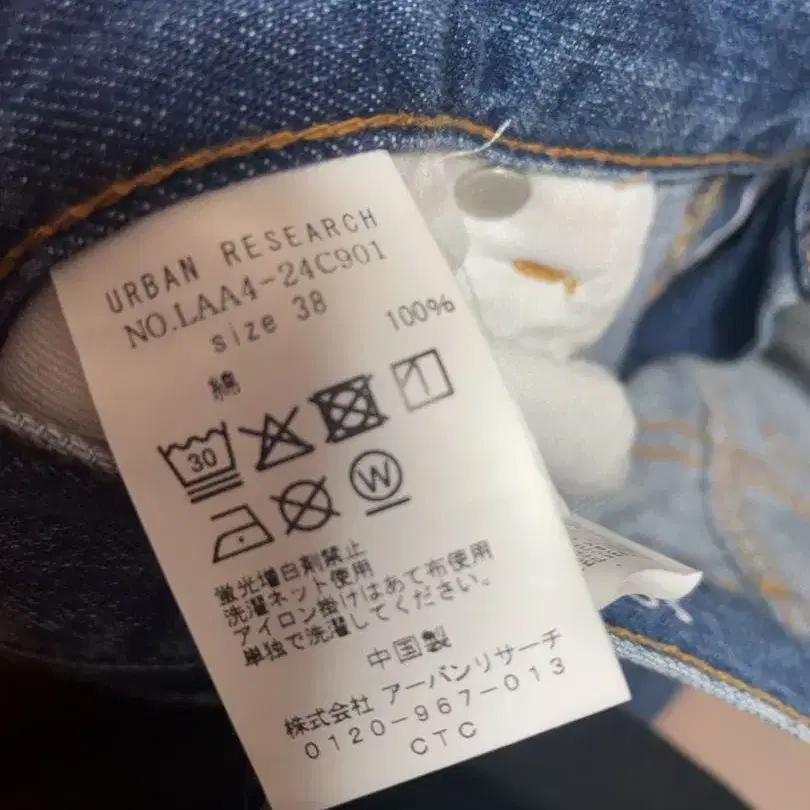 URBAN RESEARCH
NO.LAA4-24C901
size 38
綿 100%
30
W
蛍光増白剤禁止
洗濯ネット使用
アイロン掛けはあて布使用
単独で洗濯してください。
中国製
株式会社 アーバンリサーチ
0120-967-013
CTC